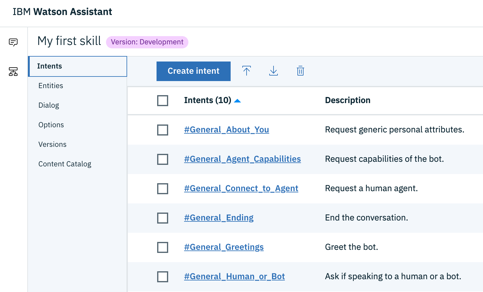 IBM Watson Assistant
My first skill Version: Development
Intents
Entities
Dialog
Options
Versions
Content Catalog
Create intent
Intents (10) Description
#General_About_You Request generic personal attributes.
#General_Agent_Capabilities Request capabilities of the bot.
#General_Connect_to_Agent Request a human agent.
#General_Ending End the conversation.
#General_Greetings Greet the bot.
#General_Human_or_Bot Ask if speaking to a human or a bot.